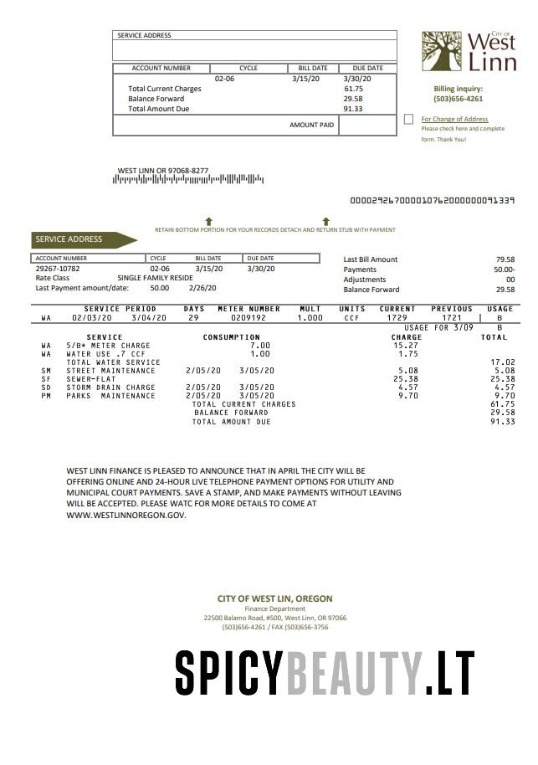 SERVICE ADDRESS
CITY OF
West
Linn
ACCOUNT NUMBER CYCLE BILL DATE DUE DATE
02-06 3/15/20 3/30/20
Total Current Charges 61.75
Balance Forward 29.58
Total Amount Due 91.33
AMOUNT PAID
Billing inquiry:
(503)656-4261
For Change of Address
Please check here and complete
form. Thank You!
WEST LINN OR 97068-8277
000029267000010762000000091339
RETAIN BOTTOM PORTION FOR YOUR RECORDS DETACH AND RETURN STUB WITH PAYMENT
SERVICE ADDRESS
ACCOUNT NUMBER CYCLE BILL DATE DUE DATE
29267-10782 02-06 3/15/20 3/30/20
Rate Class SINGLE FAMILY RESIDE
Last Payment amount/date: 50.00 2/26/20
Last Bill Amount 79.58
Payments 50.00-
Adjustments 00
Balance Forward 29.58
SERVICE PERIOD DAYS METER NUMBER MULT UNITS CURRENT PREVIOUS USAGE
WA 02/03/20 3/04/20 29 0209192 1.000 CCF 1729 1721 8
USAGE FOR 3/09 8
SERVICE CONSUMPTION CHARGE TOTAL
WA 5/8* METER CHARGE 7.00 15.27
WA WATER USE .7 CCF 1.00 1.75
TOTAL WATER SERVICE 17.02
SM STREET MAINTENANCE 2/05/20 3/05/20 5.08 5.08
SF SEWER-FLAT 25.38 25.38
SD STORM DRAIN CHARGE 2/05/20 3/05/20 4.57 4.57
PM PARKS MAINTENANCE 2/05/20 3/05/20 9.70 9.70
TOTAL CURRENT CHARGES 61.75
BALANCE FORWARD 29.58
TOTAL AMOUNT DUE 91.33
WEST LINN FINANCE IS PLEASED TO ANNOUNCE THAT IN APRIL THE CITY WILL BE
OFFERING ONLINE AND 24-HOUR LIVE TELEPHONE PAYMENT OPTIONS FOR UTILITY AND
MUNICIPAL COURT PAYMENTS. SAVE A STAMP, AND MAKE PAYMENTS WITHOUT LEAVING
WILL BE ACCEPTED. PLEASE WATC FOR MORE DETAILS TO COME AT
WWW.WESTLINNOREGON.GOV.
CITY OF WEST LIN, OREGON
Finance Department
22500 Balamo Road, #500, West Linn, OR 97066
(503)656-4261 / FAX (503)656-3756
SPICYBEAUTY.LT